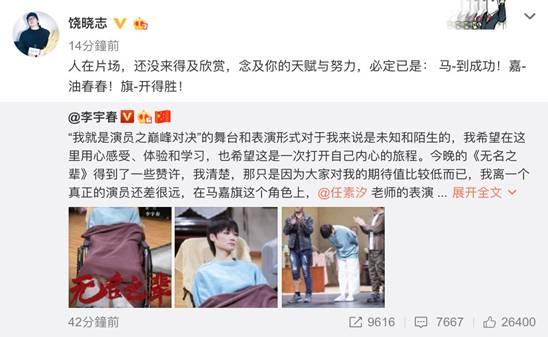 饶晓志
14分鐘前
人在片场，还没来得及欣赏，念及你的天赋与努力，必定已是： 马-到成功！嘉-
油春春！旗-开得胜！
@李宇春
“我就是演员之巅峰对决”的舞台和表演形式对于我来说是未知和陌生的，我希望在这
里用心感受、体验和学习，也希望这是一次打开自己内心的旅程。今晚的《无名之
辈》得到了一些赞许，我清楚，那只是因为大家对我的期待值比较低而已，我离一个
真正的演员还差很远，在马嘉旗这个角色上，@任素汐 老师的表演 ... 展开全文
李宇春
无名之辈
42分鐘前
9616
7667
26400